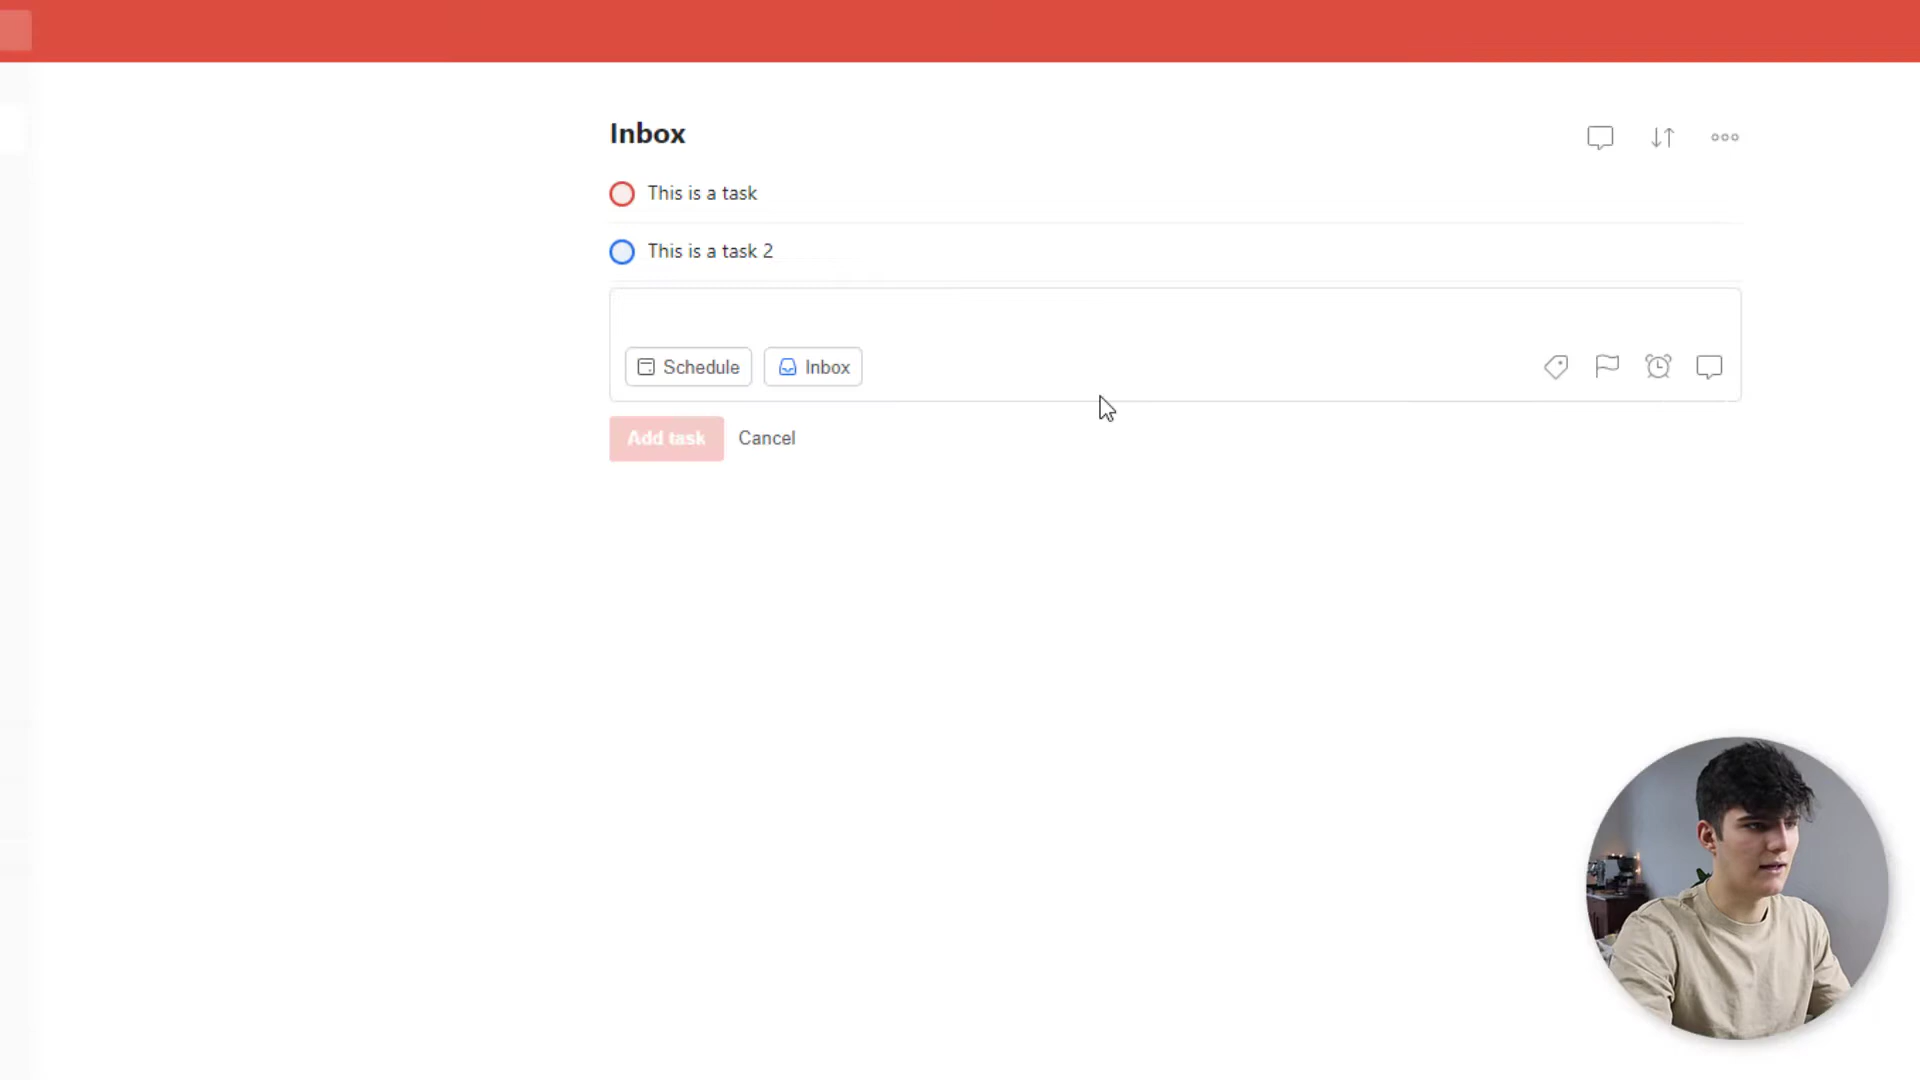 Inbox
This is a task
This is a task 2
Schedule Inbox
Add task Cancel